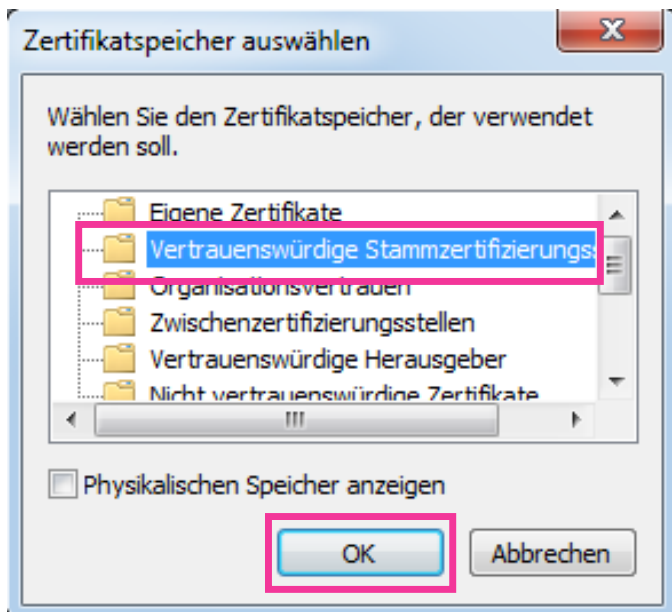 Zertifikatspeicher auswählen
Wählen Sie den Zertifikatspeicher, der verwendet
werden soll.
Eigene Zertifikate
Vertrauenswürdige Stammzertifizierungss
Organisationsvertrauen
Zwischenzertifizierungsstellen
Vertrauenswürdige Herausgeber
Nicht vertrauenswürdige Zertifikate
Physikalischen Speicher anzeigen
OK
Abbrechen